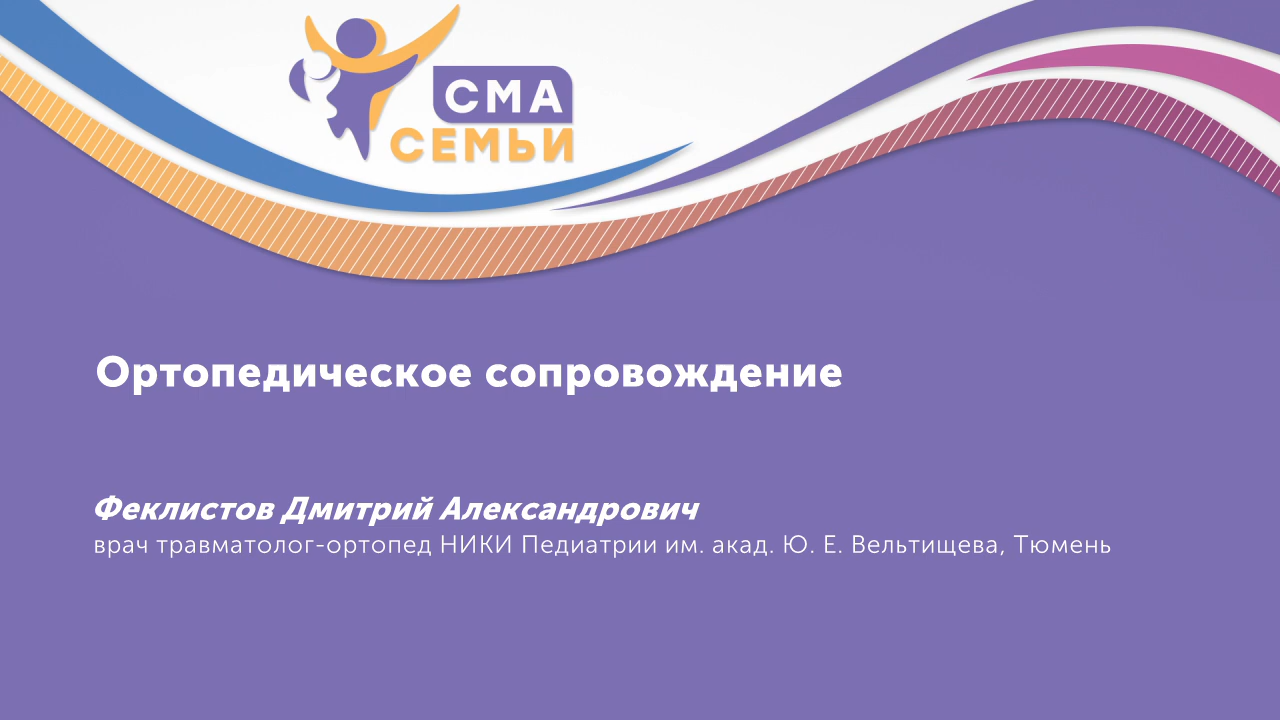 СМА
СЕМЬИ
Ортопедическое сопровождение
Феклистов Дмитрий Александрович
врач травматолог-ортопед НИКИ Педиатрии им. акад. Ю. Е. Вельтищева, Тюмень